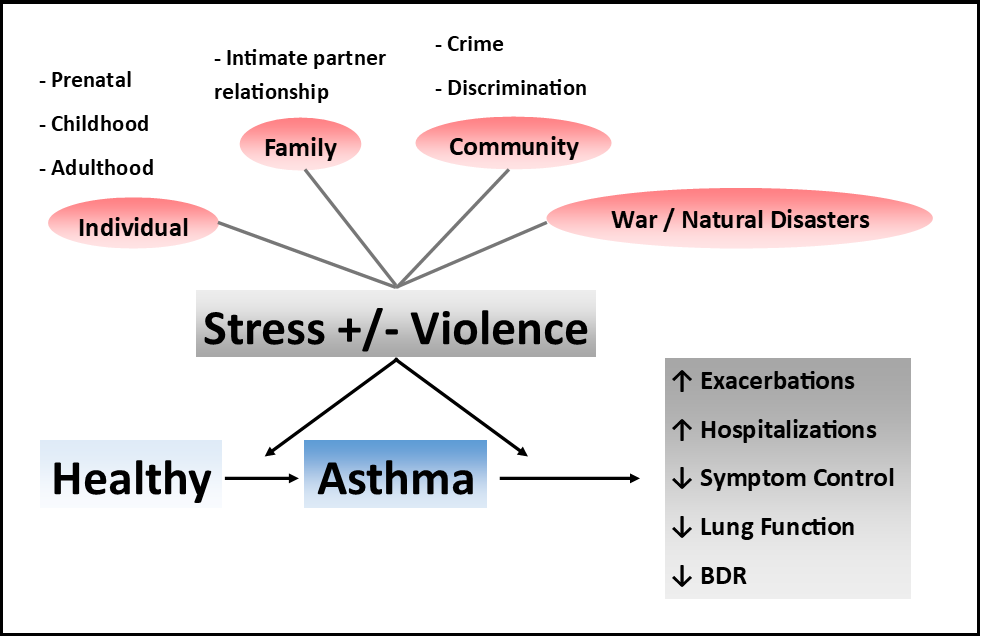 - Prenatal
- Childhood
- Adulthood
Individual
- Intimate partner
relationship
Family
- Crime
- Discrimination
Community
War / Natural Disasters
Stress +/- Violence
Healthy
Asthma
↑ Exacerbations
↑ Hospitalizations
↓ Symptom Control
↓ Lung Function
↓ BDR